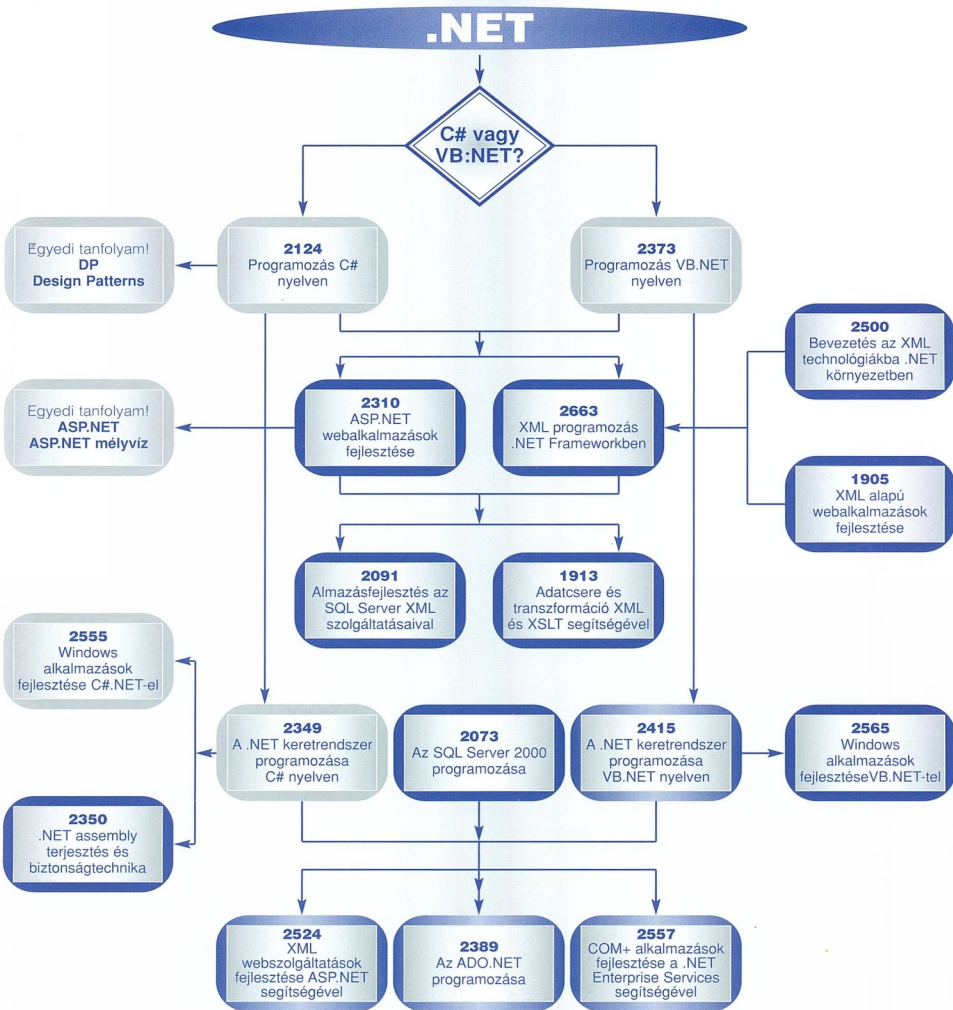 .NET
C# vagy
VB:NET?
Egyedi tanfolyam!
DP
Design Patterns
2124
Programozás C#
nyelven
2373
Programozás VB.NET
nyelven
2500
Bevezetés az XML
technológiákba .NET
környezetben
Egyedi tanfolyam!
ASP.NET
ASP.NET mélyvíz
2310
ASP.NET
webalkalmazások
fejlesztése
2663
XML programozás
.NET Frameworkben
1905
XML alapú
webalkalmazások
fejlesztése
2091
Almazásfejlesztés az
SQL Server XML
szolgáltatásaival
1913
Adatcsere és
transzformáció XML
és XSLT segítségével
2555
Windows
alkalmazások
fejlesztése C#.NET-el
2349
A .NET keretrendszer
programozása
C# nyelven
2073
Az SQL Server 2000
programozása
2415
A .NET keretrendszer
programozása
VB.NET nyelven
2565
Windows
alkalmazások
fejlesztéseVB.NET-tel
2350
.NET assembly
terjesztés és
biztonságtechnika
2524
XML
webszolgáltatások
fejlesztése ASP.NET
segítségével
2389
Az ADO.NET
programozása
2557
COM+ alkalmazások
fejlesztése a .NET
Enterprise Services
segítségével